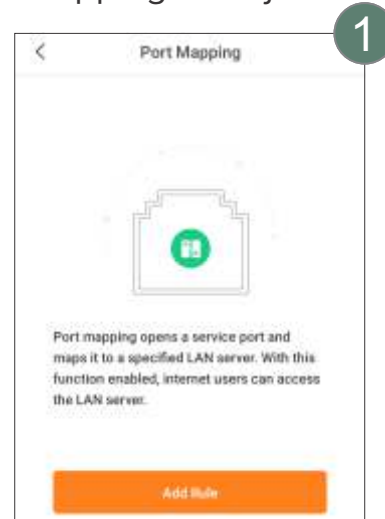 1
Port Mapping
Port mapping opens a service port and
maps it to a specified LAN server. With this
function enabled, internet users can access
the LAN server.
Add Rule